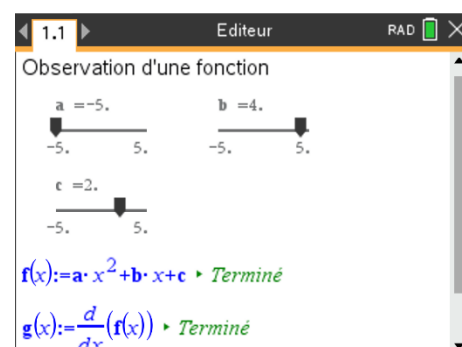 1.1 Editeur RAD
Observation d'une fonction
a =-5. b =4.
-5. 5. -5. 5.
c =2.
-5. 5.
f(x):=a· x²+b· x+c ▸ Terminé
g(x):=d/dx(f(x)) ▸ Terminé